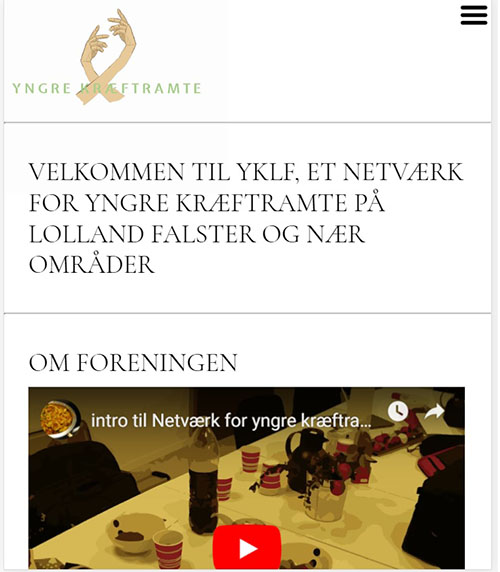 YNGRE KRÆFTRAMTE
VELKOMMEN TIL YKLF, ET NETVÆRK
FOR YNGRE KRÆFTRAMTE PÅ
LOLLAND FALSTER OG NÆR
OMRÅDER
OM FORENINGEN
intro til Netværk for yngre kræftra...